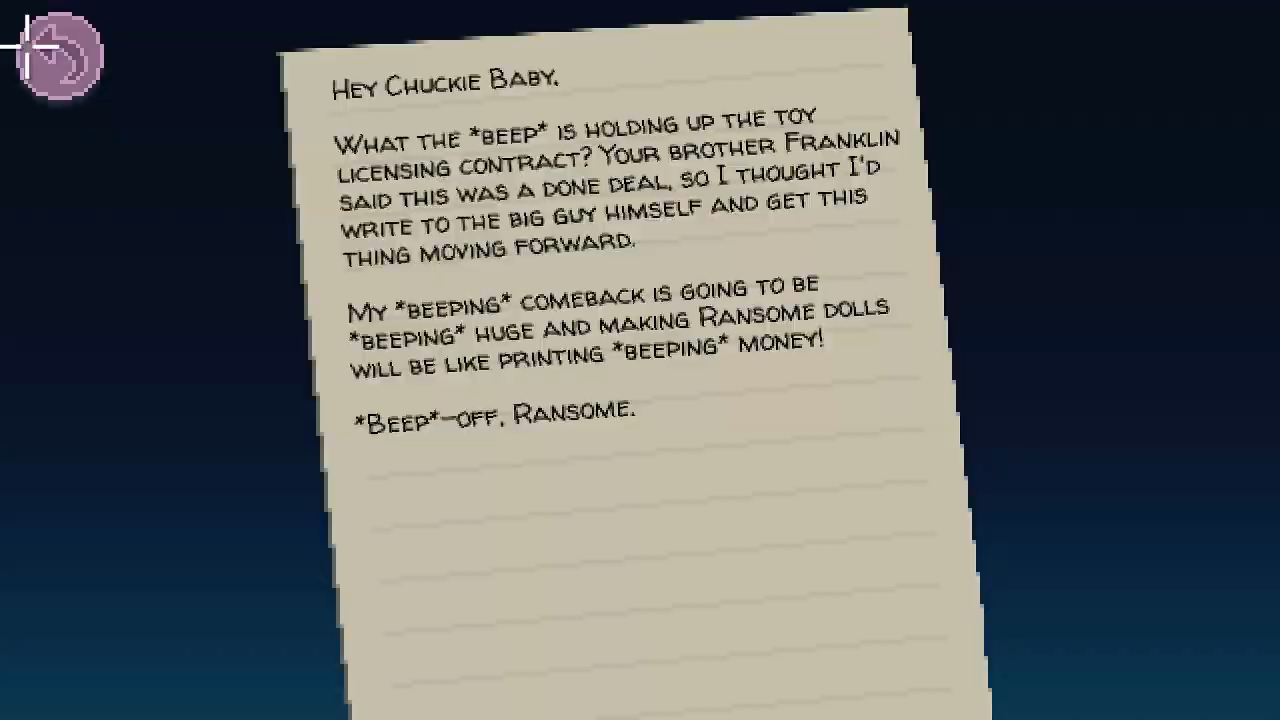 Hey Chuckie Baby,
What the *beep* is holding up the toy
licensing contract? Your brother Franklin
said this was a done deal, so I thought I'd
write to the big guy himself and get this
thing moving forward.
My *beeping* comeback is going to be
*beeping* huge and making Ransome dolls
will be like printing *beeping* money!
*Beep*-off, Ransome.